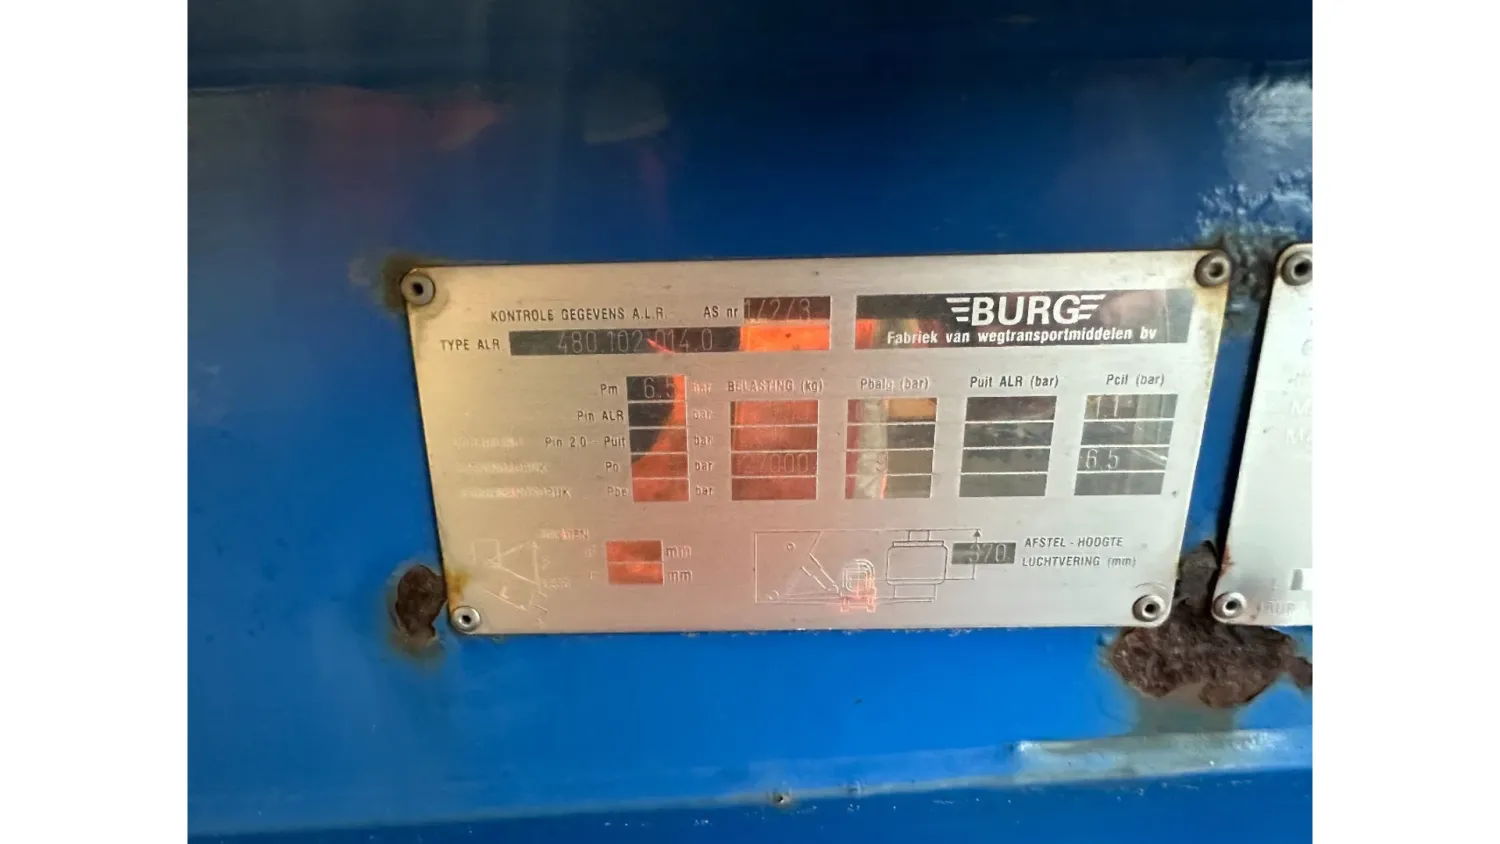 KONTROLE GEGEVENS A.L.R. AS nr 1/2/3
TYPE ALR 480.102.014.0
BURG
Fabriek van wegtransportmiddelen bv
Pm 6.5 bar BELASTING (kg) Pbalg (bar) Puit ALR (bar) Pcil (bar)
Pin ALR bar
Pin 2.0 - Puit bar
Po bar 27000 6.5
bar
mm
mm
370 AFSTEL - HOOGTE
LUCHTVERING (mm)